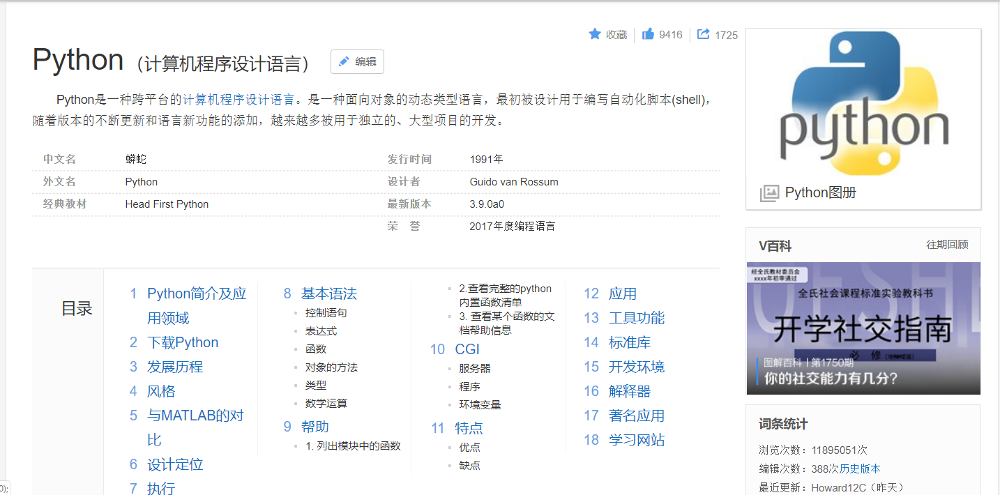 收藏 9416 1725
Python （计算机程序设计语言） 编辑
Python是一种跨平台的计算机程序设计语言。是一种面向对象的动态类型语言，最初被设计用于编写自动化脚本(shell)，
随着版本的不断更新和语言新功能的添加，越来越多被用于独立的、大型项目的开发。
中文名 蟒蛇 发行时间 1991年
外文名 Python 设计者 Guido van Rossum
经典教材 Head First Python 最新版本 3.9.0a0
荣 誉 2017年度编程语言
目录
1 Python简介及应
用领域
2 下载Python
3 发展历程
4 风格
5 与MATLAB的对
比
6 设计定位
7 执行
8 基本语法
控制语句
表达式
函数
对象的方法
类型
数学运算
9 帮助
1. 列出模块中的函数
2.查看完整的python
内置函数清单
3. 查看某个函数的文
档帮助信息
10 CGI
服务器
程序
环境变量
11 特点
优点
缺点
12 应用
13 工具功能
14 标准库
15 开发环境
16 解释器
17 著名应用
18 学习网站
python
Python图册
V百科 往期回顾
经全氏教材委员会
xxxx年初审通过
全氏社会课程标准实验教科书
开学社交指南
必 修
图解百科 | 第1750期
你的社交能力有几分?
词条统计
浏览次数：11895051次
编辑次数：388次历史版本
最近更新：Howard12C（昨天）
0);